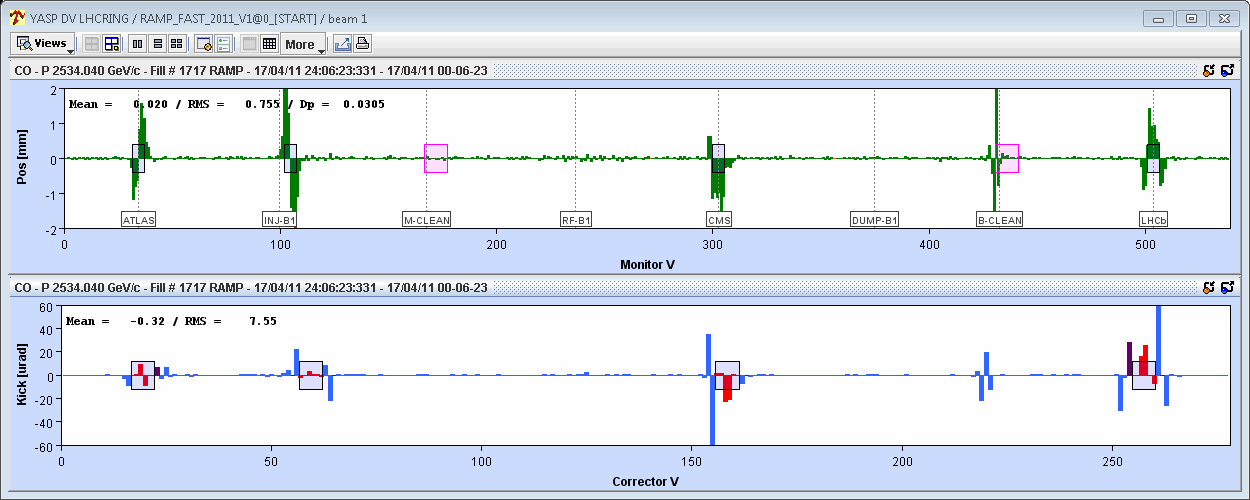 YASP DV LHCRING / RAMP_FAST_2011_V1@0_[START] / beam 1
Views More
CO - P 2534.040 GeV/c - Fill # 1717 RAMP - 17/04/11 24:06:23:331 - 17/04/11 00-06-23
Mean = 0.020 / RMS = 0.755 / Dp = 0.0305
Pos [mm]
2
1
0
-1
-2
ATLAS INJ-B1 M-CLEAN RF-B1 CMS DUMP-B1 B-CLEAN LHCb
0 100 200 300 400 500
Monitor V
CO - P 2534.040 GeV/c - Fill # 1717 RAMP - 17/04/11 24:06:23:331 - 17/04/11 00-06-23
Mean = -0.32 / RMS = 7.55
Kick [urad]
60
40
20
0
-20
-40
-60
0 50 100 150 200 250
Corrector V